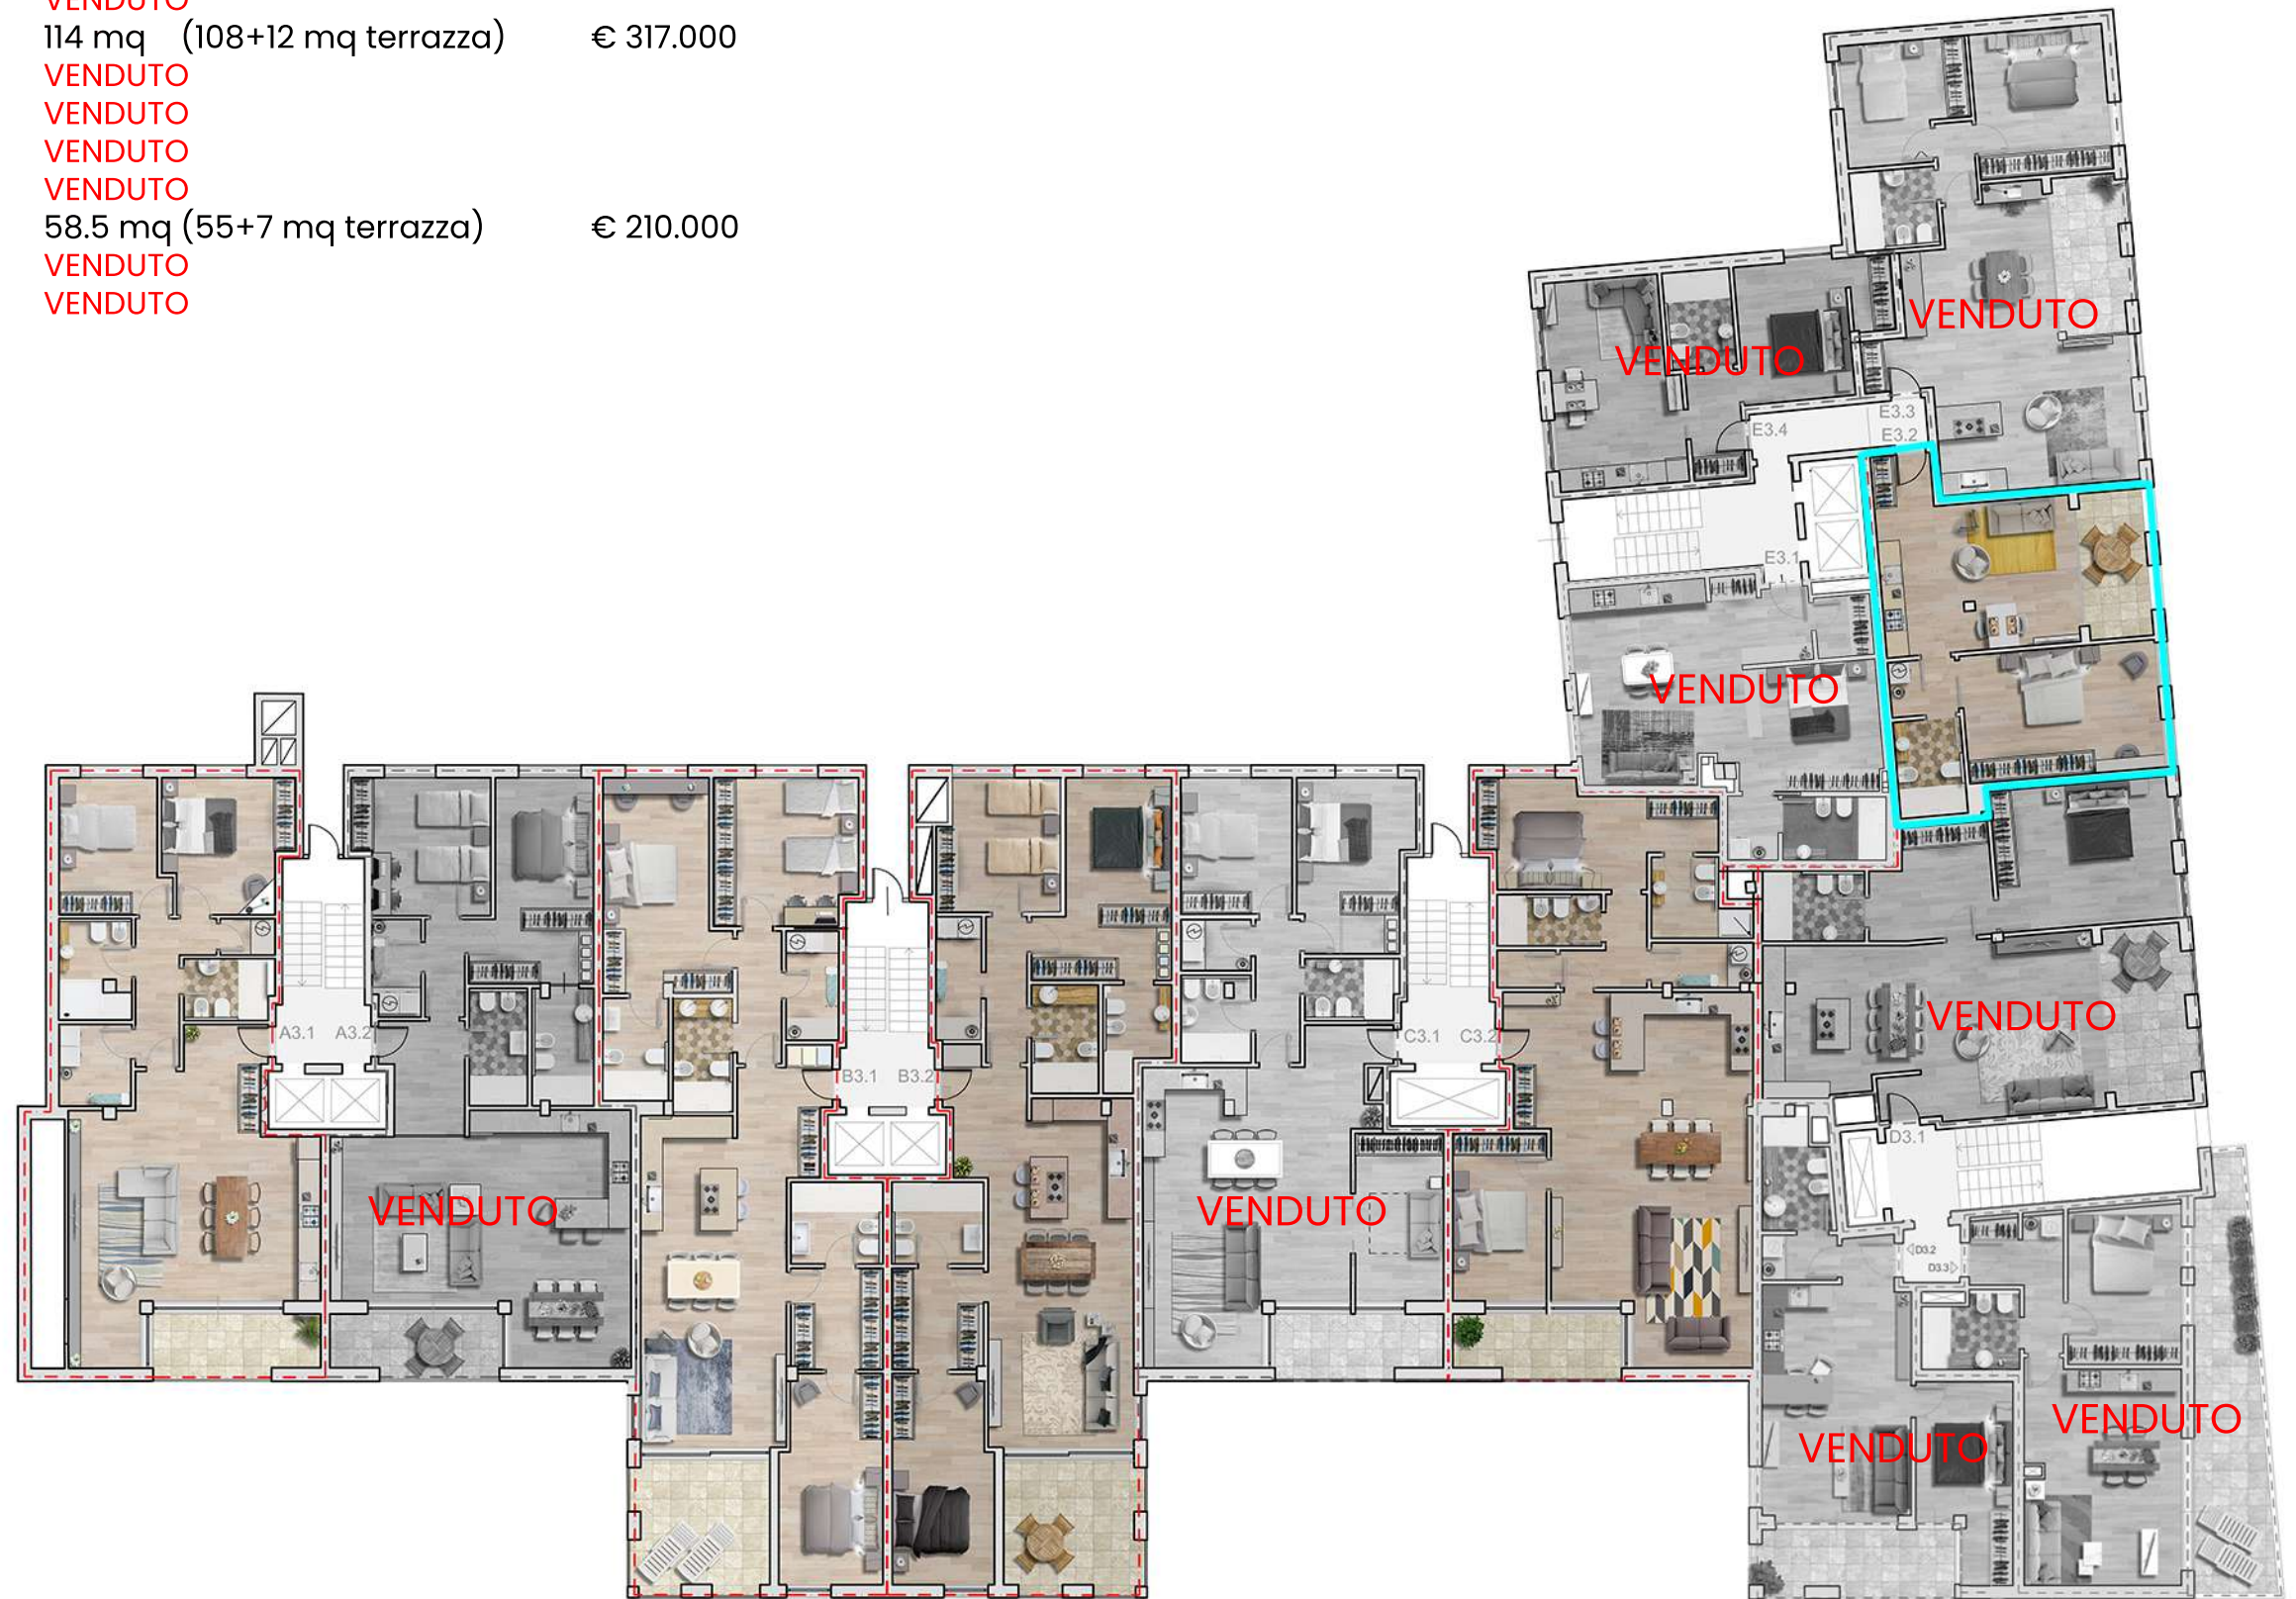 VENDUTO
114 mq (108+12 mq terrazza) € 317.000
VENDUTO
VENDUTO
VENDUTO
VENDUTO
58.5 mq (55+7 mq terrazza) € 210.000
VENDUTO
VENDUTO
VENDUTO
VENDUTO
E3.3
E3.4
E3.2
E3.1
VENDUTO
VENDUTO
A3.1 A3.2
C3.1 C3.2
B3.1 B3.2
D3.1
VENDUTO
VENDUTO
D3.2
D3.3
VENDUTO
VENDUTO